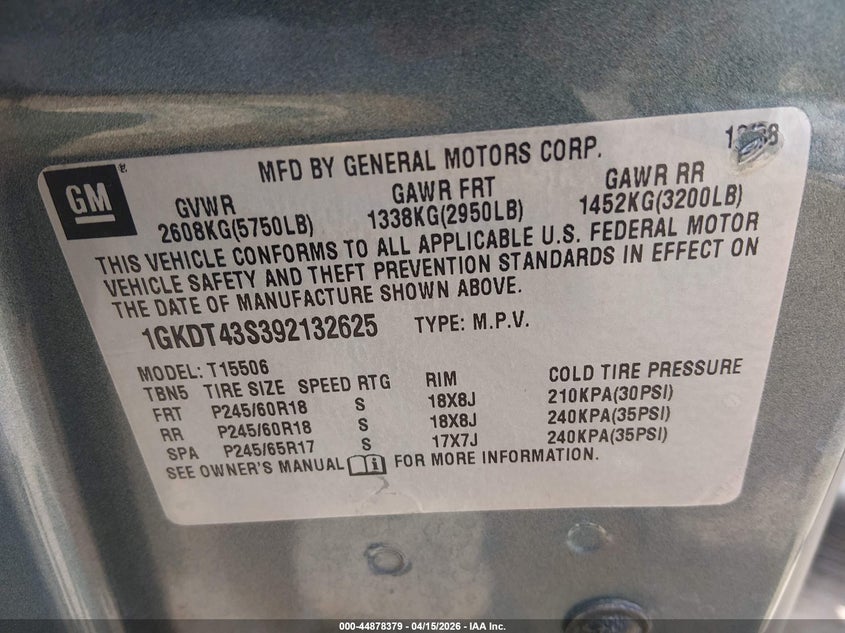 MFD BY GENERAL MOTORS CORP.
GM
GVWR GAWR FRT GAWR RR
2608KG(5750LB) 1338KG(2950LB) 1452KG(3200LB)
THIS VEHICLE CONFORMS TO ALL APPLICABLE U.S. FEDERAL MOTOR
VEHICLE SAFETY AND THEFT PREVENTION STANDARDS IN EFFECT ON
THE DATE OF MANUFACTURE SHOWN ABOVE.
1GKDT43S392132625 TYPE: M.P.V.
MODEL: T15506
TBN5 TIRE SIZE SPEED RTG RIM COLD TIRE PRESSURE
FRT P245/60R18 S 18X8J 210KPA(30PSI)
RR P245/60R18 S 18X8J 240KPA(35PSI)
SPA P245/65R17 S 17X7J 240KPA(35PSI)
SEE OWNER'S MANUAL FOR MORE INFORMATION.
000-44878379 - 04/15/2026 - IAA Inc.